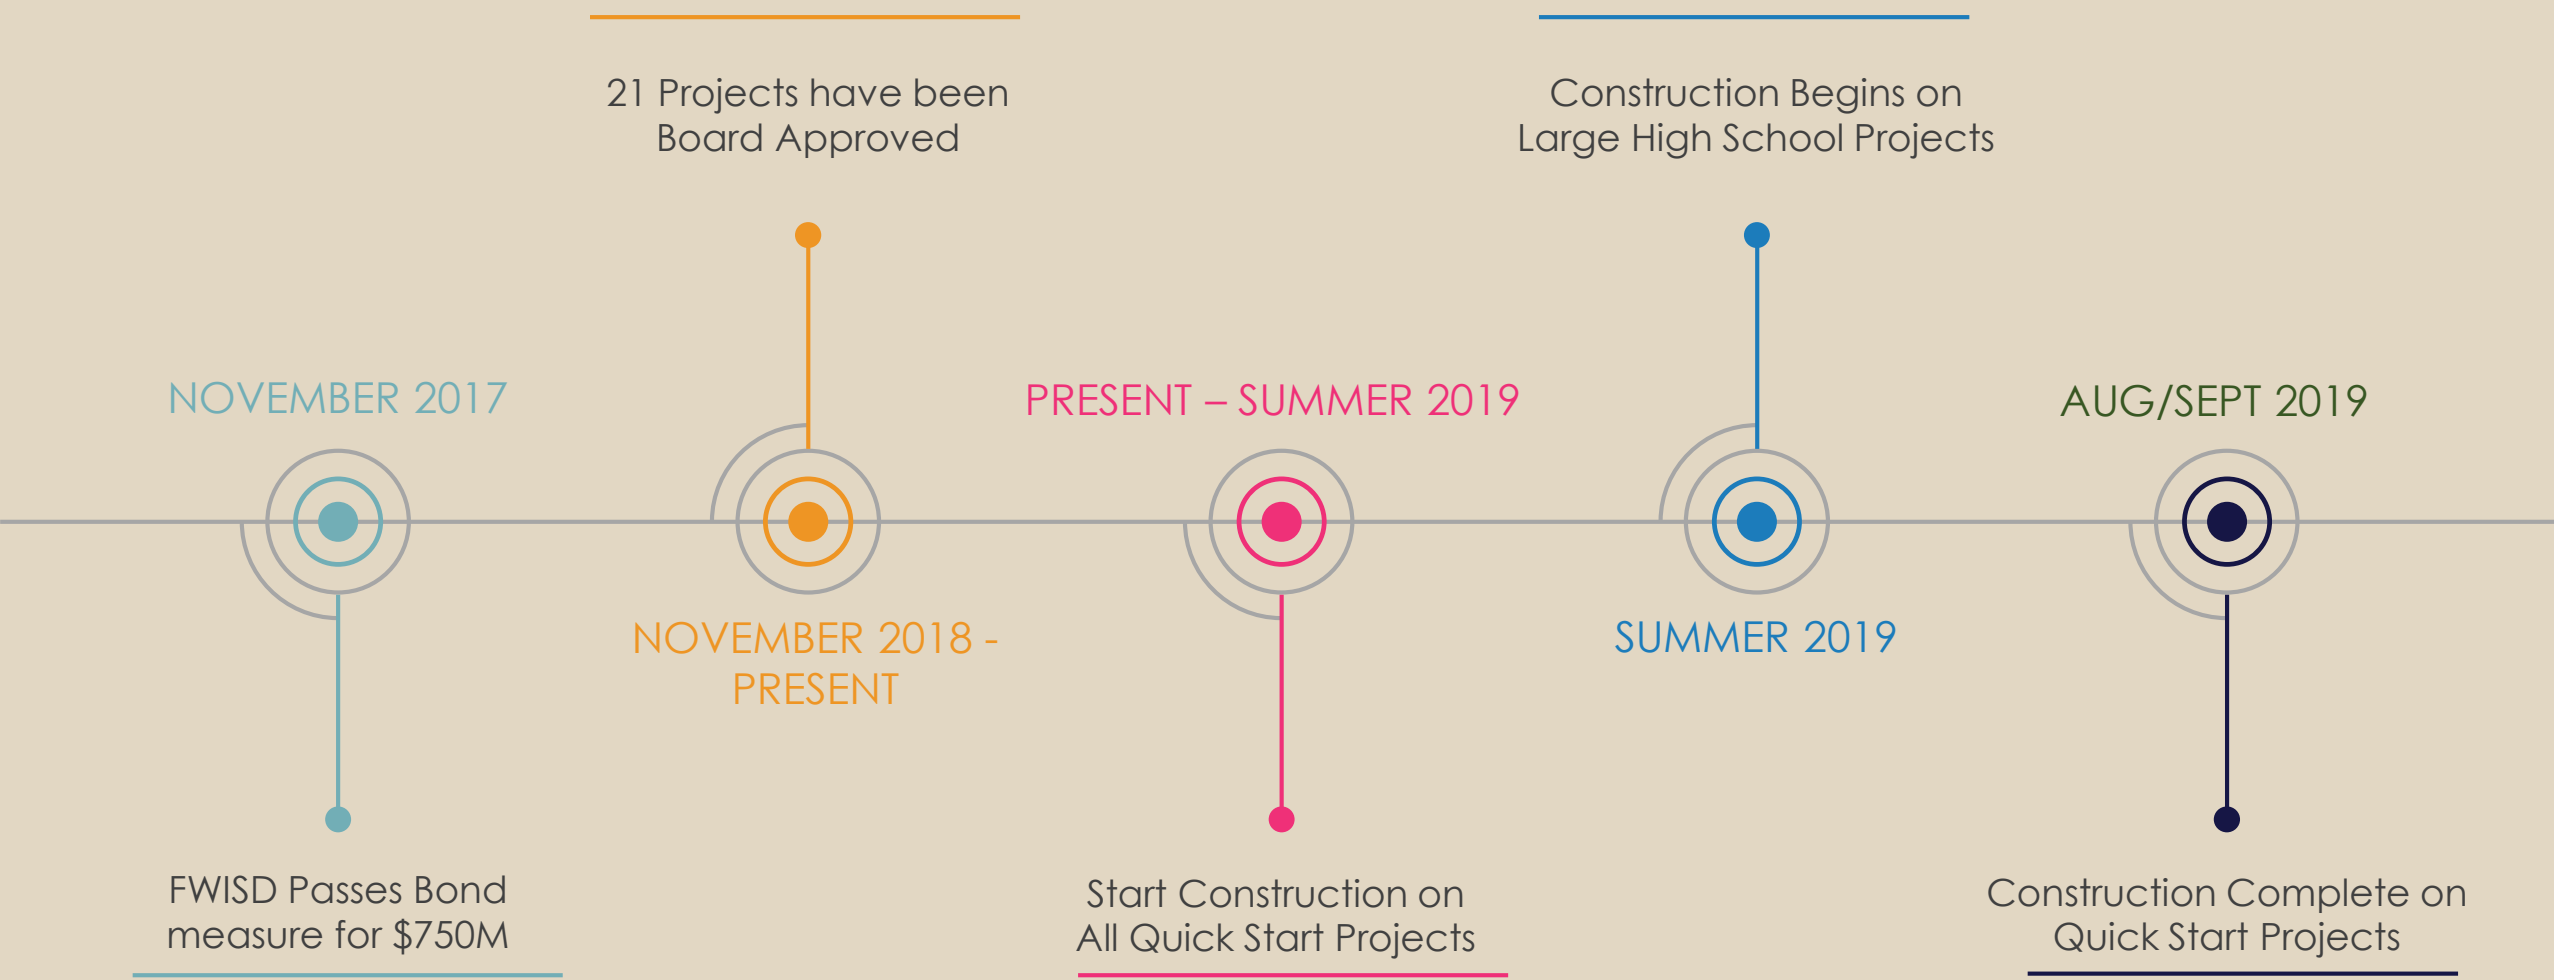 21 Projects have been
Board Approved
Construction Begins on
Large High School Projects
NOVEMBER 2017
PRESENT – SUMMER 2019
AUG/SEPT 2019
NOVEMBER 2018 -
PRESENT
SUMMER 2019
FWISD Passes Bond
measure for $750M
Start Construction on
All Quick Start Projects
Construction Complete on
Quick Start Projects